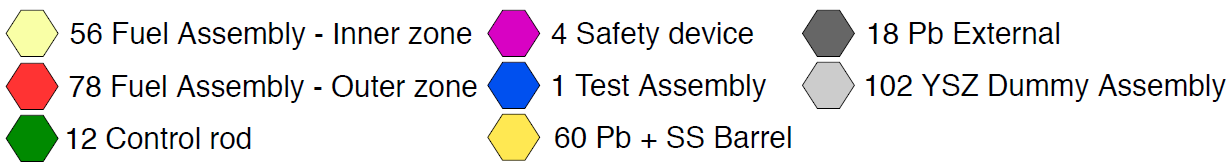 56 Fuel Assembly - Inner zone
78 Fuel Assembly - Outer zone
12 Control rod
4 Safety device
1 Test Assembly
60 Pb + SS Barrel
18 Pb External
102 YSZ Dummy Assembly